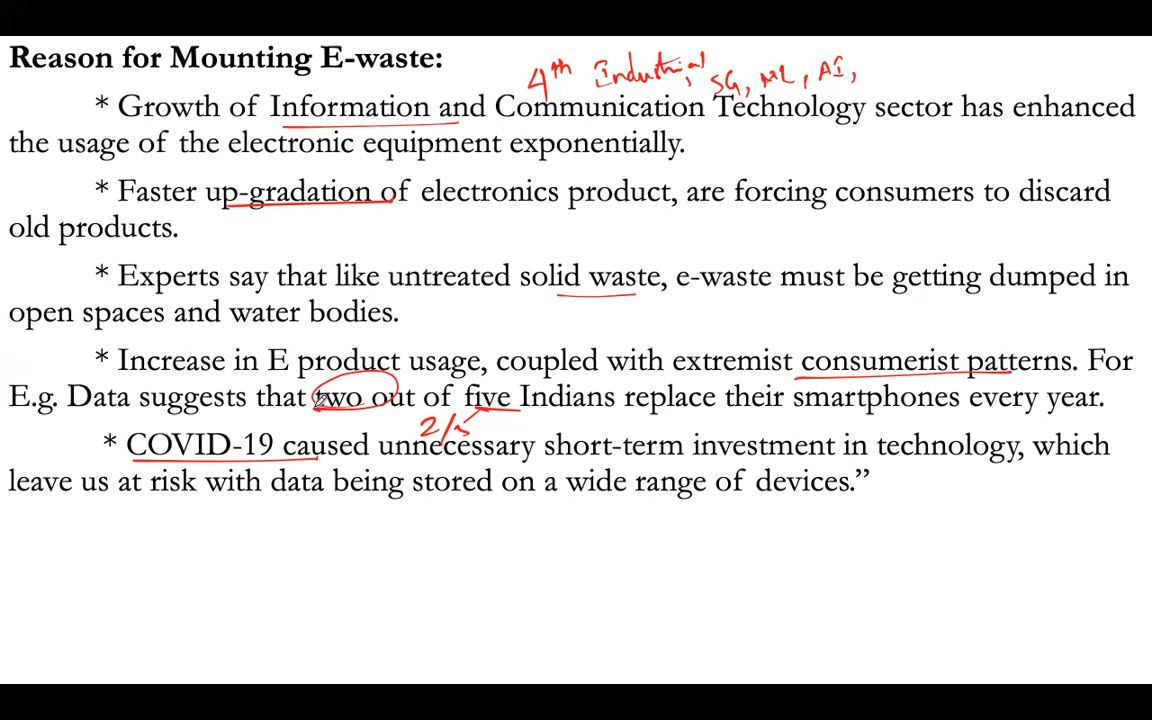 Reason for Mounting E-waste:
4th Industrial, 5G, ML, AI,
* Growth of Information and Communication Technology sector has enhanced
the usage of the electronic equipment exponentially.
* Faster up-gradation of electronics product, are forcing consumers to discard
old products.
* Experts say that like untreated solid waste, e-waste must be getting dumped in
open spaces and water bodies.
* Increase in E product usage, coupled with extremist consumerist patterns. For
E.g. Data suggests that two out of five Indians replace their smartphones every year.
2/5
* COVID-19 caused unnecessary short-term investment in technology, which
leave us at risk with data being stored on a wide range of devices.”